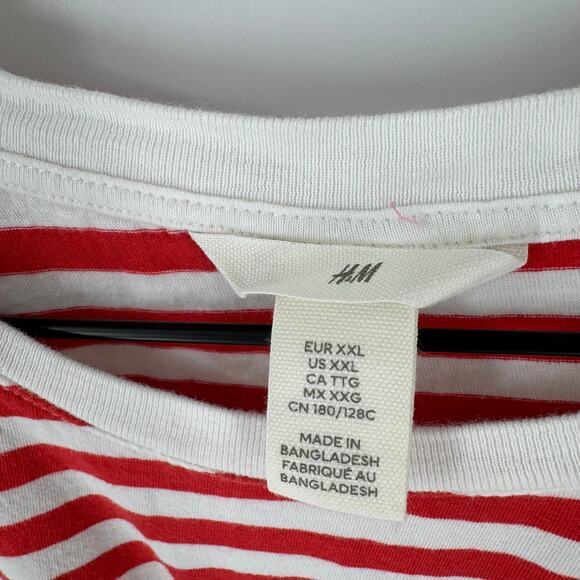 H&M
EUR XXL
US XXL
CA TTG
MX XXG
CN 180/128C
MADE IN
BANGLADESH
FABRIQUÉ AU
BANGLADESH